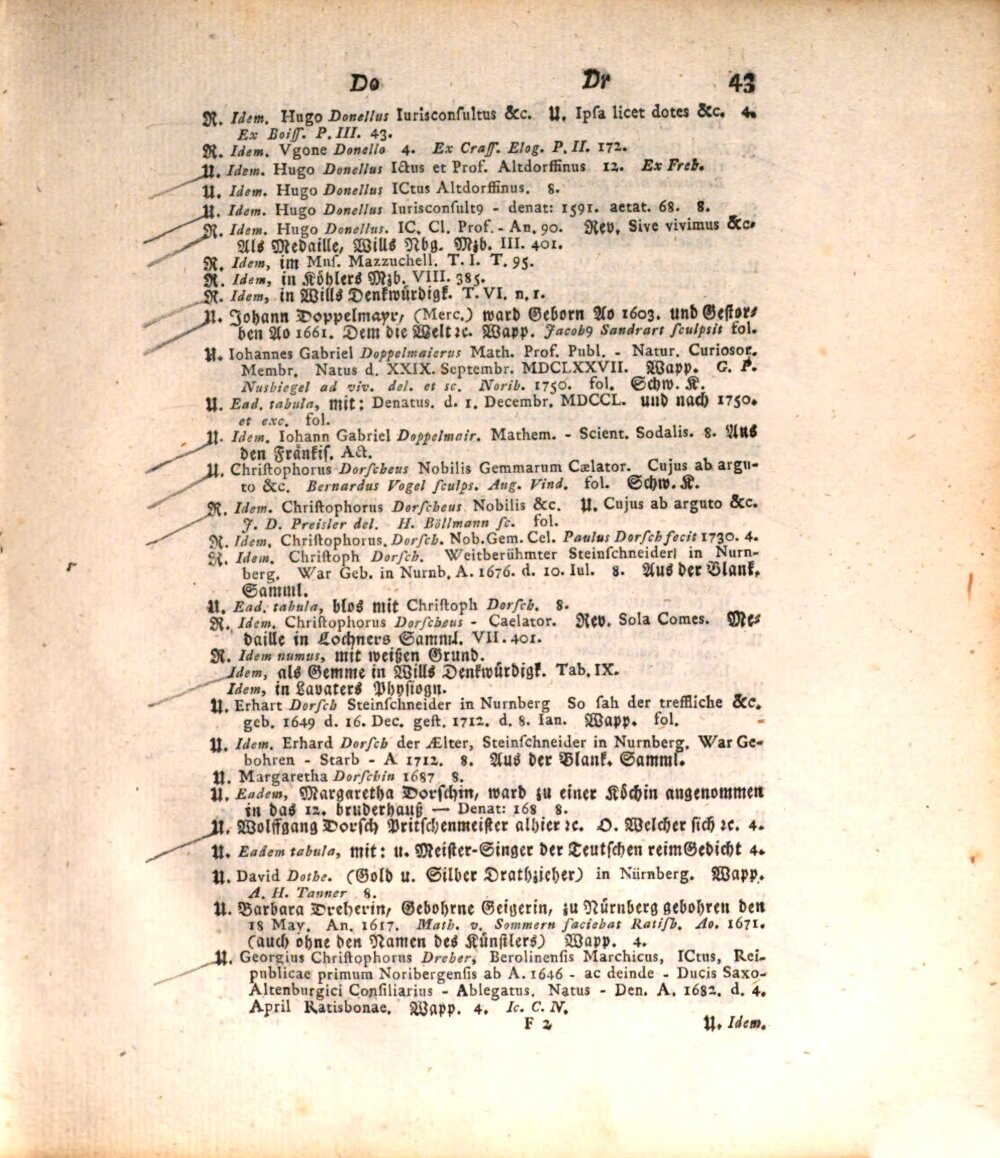 Do Dr 43
R. Idem. Hugo Donellus Iurisconſultus &c. U. Ipſa licet dotes &c. 4.
Ex Boiſſ. P. III. 43.
R. Idem. Vgone Donello 4. Ex Craſſ. Elog. P. II. 172.
U. Idem. Hugo Donellus Ictus et Prof. Altdorffinus 12. Ex Freh.
U. Idem. Hugo Donellus ICtus Altdorffinus. 8.
U. Idem. Hugo Donellus Iurisconſult9 - denat: 1591. aetat. 68. 8.
R. Idem. Hugo Donellus. IC. Cl. Prof. - An. 90. Rev. Sive vivimus &c.
Als Medaille, Wills Nbg. Mzb. III. 401.
R. Idem, im Muſ. Mazzuchell. T. I. T. 95.
R. Idem, in Köhlers Mzb. VIII. 385.
R. Idem, in Wills Denkwürdigk. T. VI. n. 1.
U. Johann Doppelmayr, (Merc.) ward Geborn Ao 1603. und Geſtor-
ben Ao 1661. Dem die Welt ꝛc. Wapp. Jacob9 Sandrart ſculpſit fol.
U. Iohannes Gabriel Doppelmaierus Math. Prof. Publ. - Natur. Curioſor.
Membr. Natus d. XXIX. Septembr. MDCLXXVII. Wapp. G. P.
Nusbiegel ad viv. del. et sc. Norib. 1750. fol. Schw. K.
U. Ead. tabula, mit: Denatus. d. 1. Decembr. MDCCL. und nach 1750.
et exc. fol.
U. Idem. Iohann Gabriel Doppelmair. Mathem. - Scient. Sodalis. 8. Aus
den Fränkiſ. Act.
U. Chriſtophorus Dorſcheus Nobilis Gemmarum Cælator. Cujus ab argu-
to &c. Bernardus Vogel ſculps. Aug. Vind. fol. Schw. K.
R. Idem. Chriſtophorus Dorſcheus Nobilis &c. U. Cujus ab arguto &c.
J. D. Preisler del. H. Böllmann ſc. fol.
R. Idem. Chriſtophorus. Dorſch. Nob. Gem. Cel. Paulus Dorſch fecit 1730. 4.
R. Idem. Chriſtoph Dorſch. Weitberühmter Steinſchneiderl in Nurn-
berg. War Geb. in Nurnb. A. 1676. d. 10. Iul. 8. Aus der Blank.
Samml.
U. Ead. tabula, blos mit Chriſtoph Dorſch. 8.
R. Idem. Chriſtophorus Dorſcheus - Caelator. Rev. Sola Comes. Me-
daille in Lochners Samml. VII. 401.
R. Idem numus, mit weißen Grund.
Idem, als Gemme in Wills Denkwürdigk. Tab. IX.
Idem, in Lavaters Phyſiogn.
U. Erhart Dorſch Steinſchneider in Nurnberg So ſah der treffliche &c.
geb. 1649 d. 16. Dec. geſt. 1712. d. 8. Ian. Wapp. fol.
U. Idem. Erhard Dorſch der Ælter, Steinſchneider in Nurnberg. War Ge-
bohren - Starb - A 1712. 8. Aus der Blank. Samml.
U. Margaretha Dorſchin 1687 8.
U. Eadem, Margaretha Dorſchin, ward zu einer Köchin angenommen
in das 12. bruderhauß — Denat: 168 8.
U. Wolffgang Dorſch Pritſchenmeiſter alhier ꝛc. O. Welcher ſich ꝛc. 4.
U. Eadem tabula, mit: u. Meiſter-Singer der Teutſchen reim Gedicht 4.
U. David Dothe. (Gold u. Silber Drathzieher) in Nürnberg. Wapp.
A. H. Tanner 8.
U. Barbara Dreherin, Gebohrne Geigerin, zu Nürnberg gebohren den
18 May. An. 1617. Math. v. Sommern faciebat Ratisb. Ao. 1671.
(auch ohne den Namen des Künſtlers) Wapp. 4.
U. Georgius Chriſtophorus Dreher, Berolinenſis Marchicus, ICtus, Rei-
publicae primum Noribergenſis ab A. 1646 - ac deinde - Ducis Saxo-
Altenburgici Conſiliarius - Ablegatus. Natus - Den. A. 1682. d. 4.
April Ratisbonae. Wapp. 4. Ic. C. N.
F 2 U. Idem.